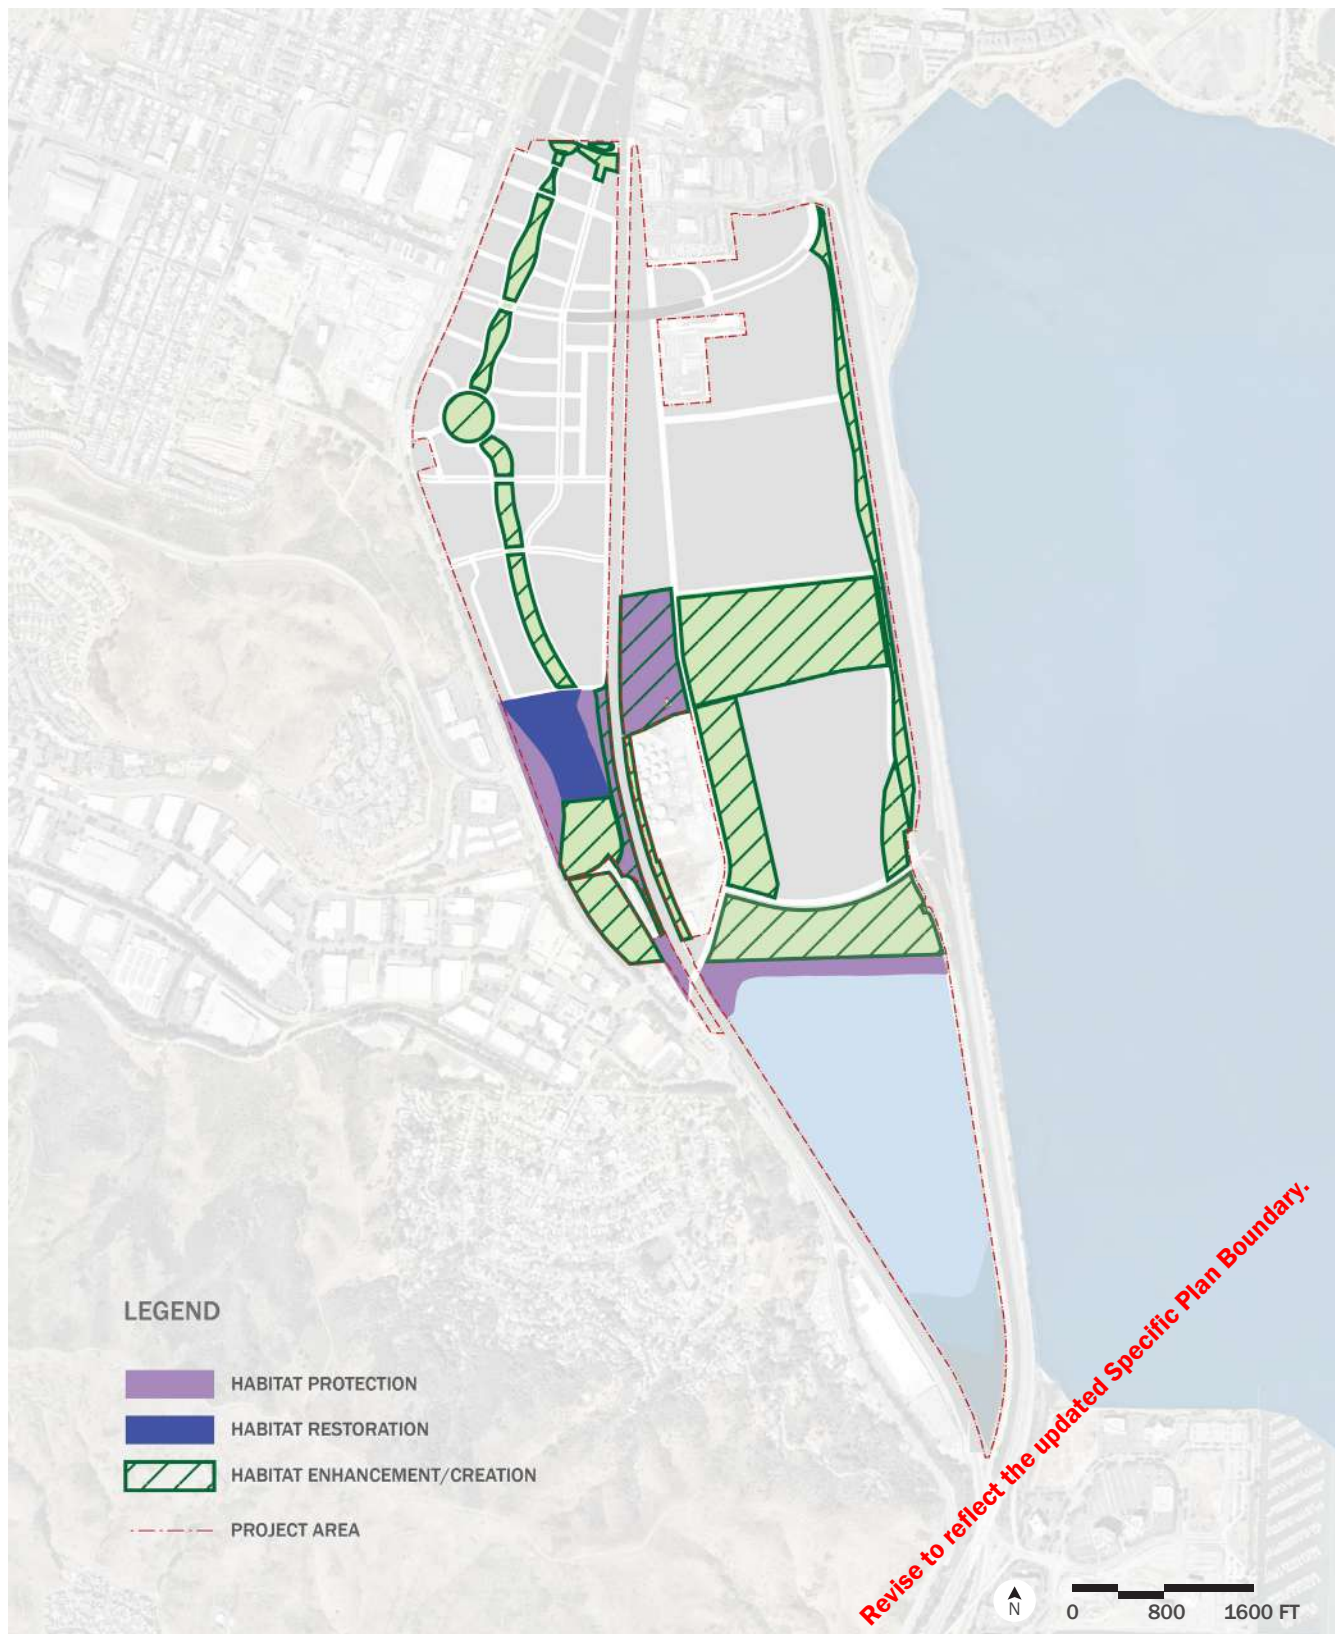 Revise to reflect the updated Specific Plan Boundary.
LEGEND
HABITAT PROTECTION
HABITAT RESTORATION
HABITAT ENHANCEMENT/CREATION
PROJECT AREA
N
0 800 1600 FT